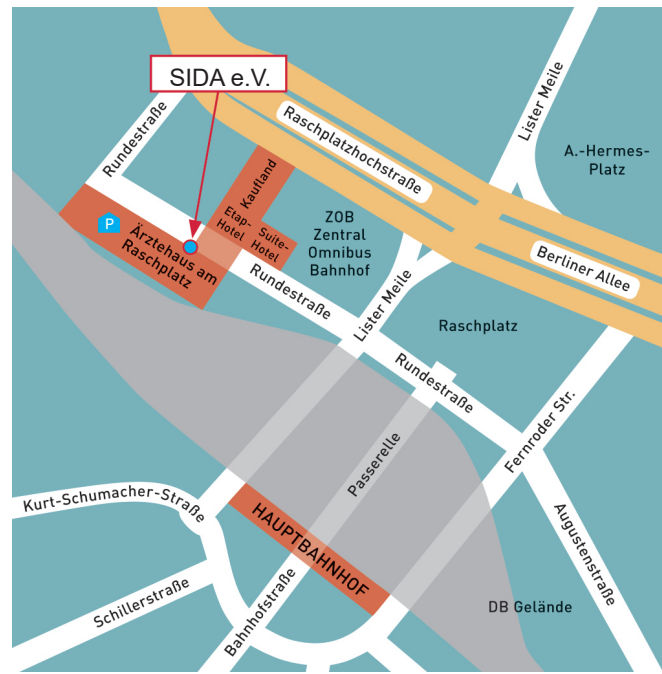 SIDA e.V.
Rundestraße
Raschplatzhochstraße
Lister Meile
A.-Hermes-
Platz
Kaufland
Etap-
Hotel
Suite-
Hotel
ZOB
Zentral
Omnibus
Bahnhof
P
Ärztehaus am
Raschplatz
Rundestraße
Lister Meile
Berliner Allee
Raschplatz
Rundestraße
Fernroder Str.
Passerelle
Kurt-Schumacher-Straße
HAUPTBAHNHOF
Augustenstraße
Schillerstraße
Bahnhofstraße
DB Gelände